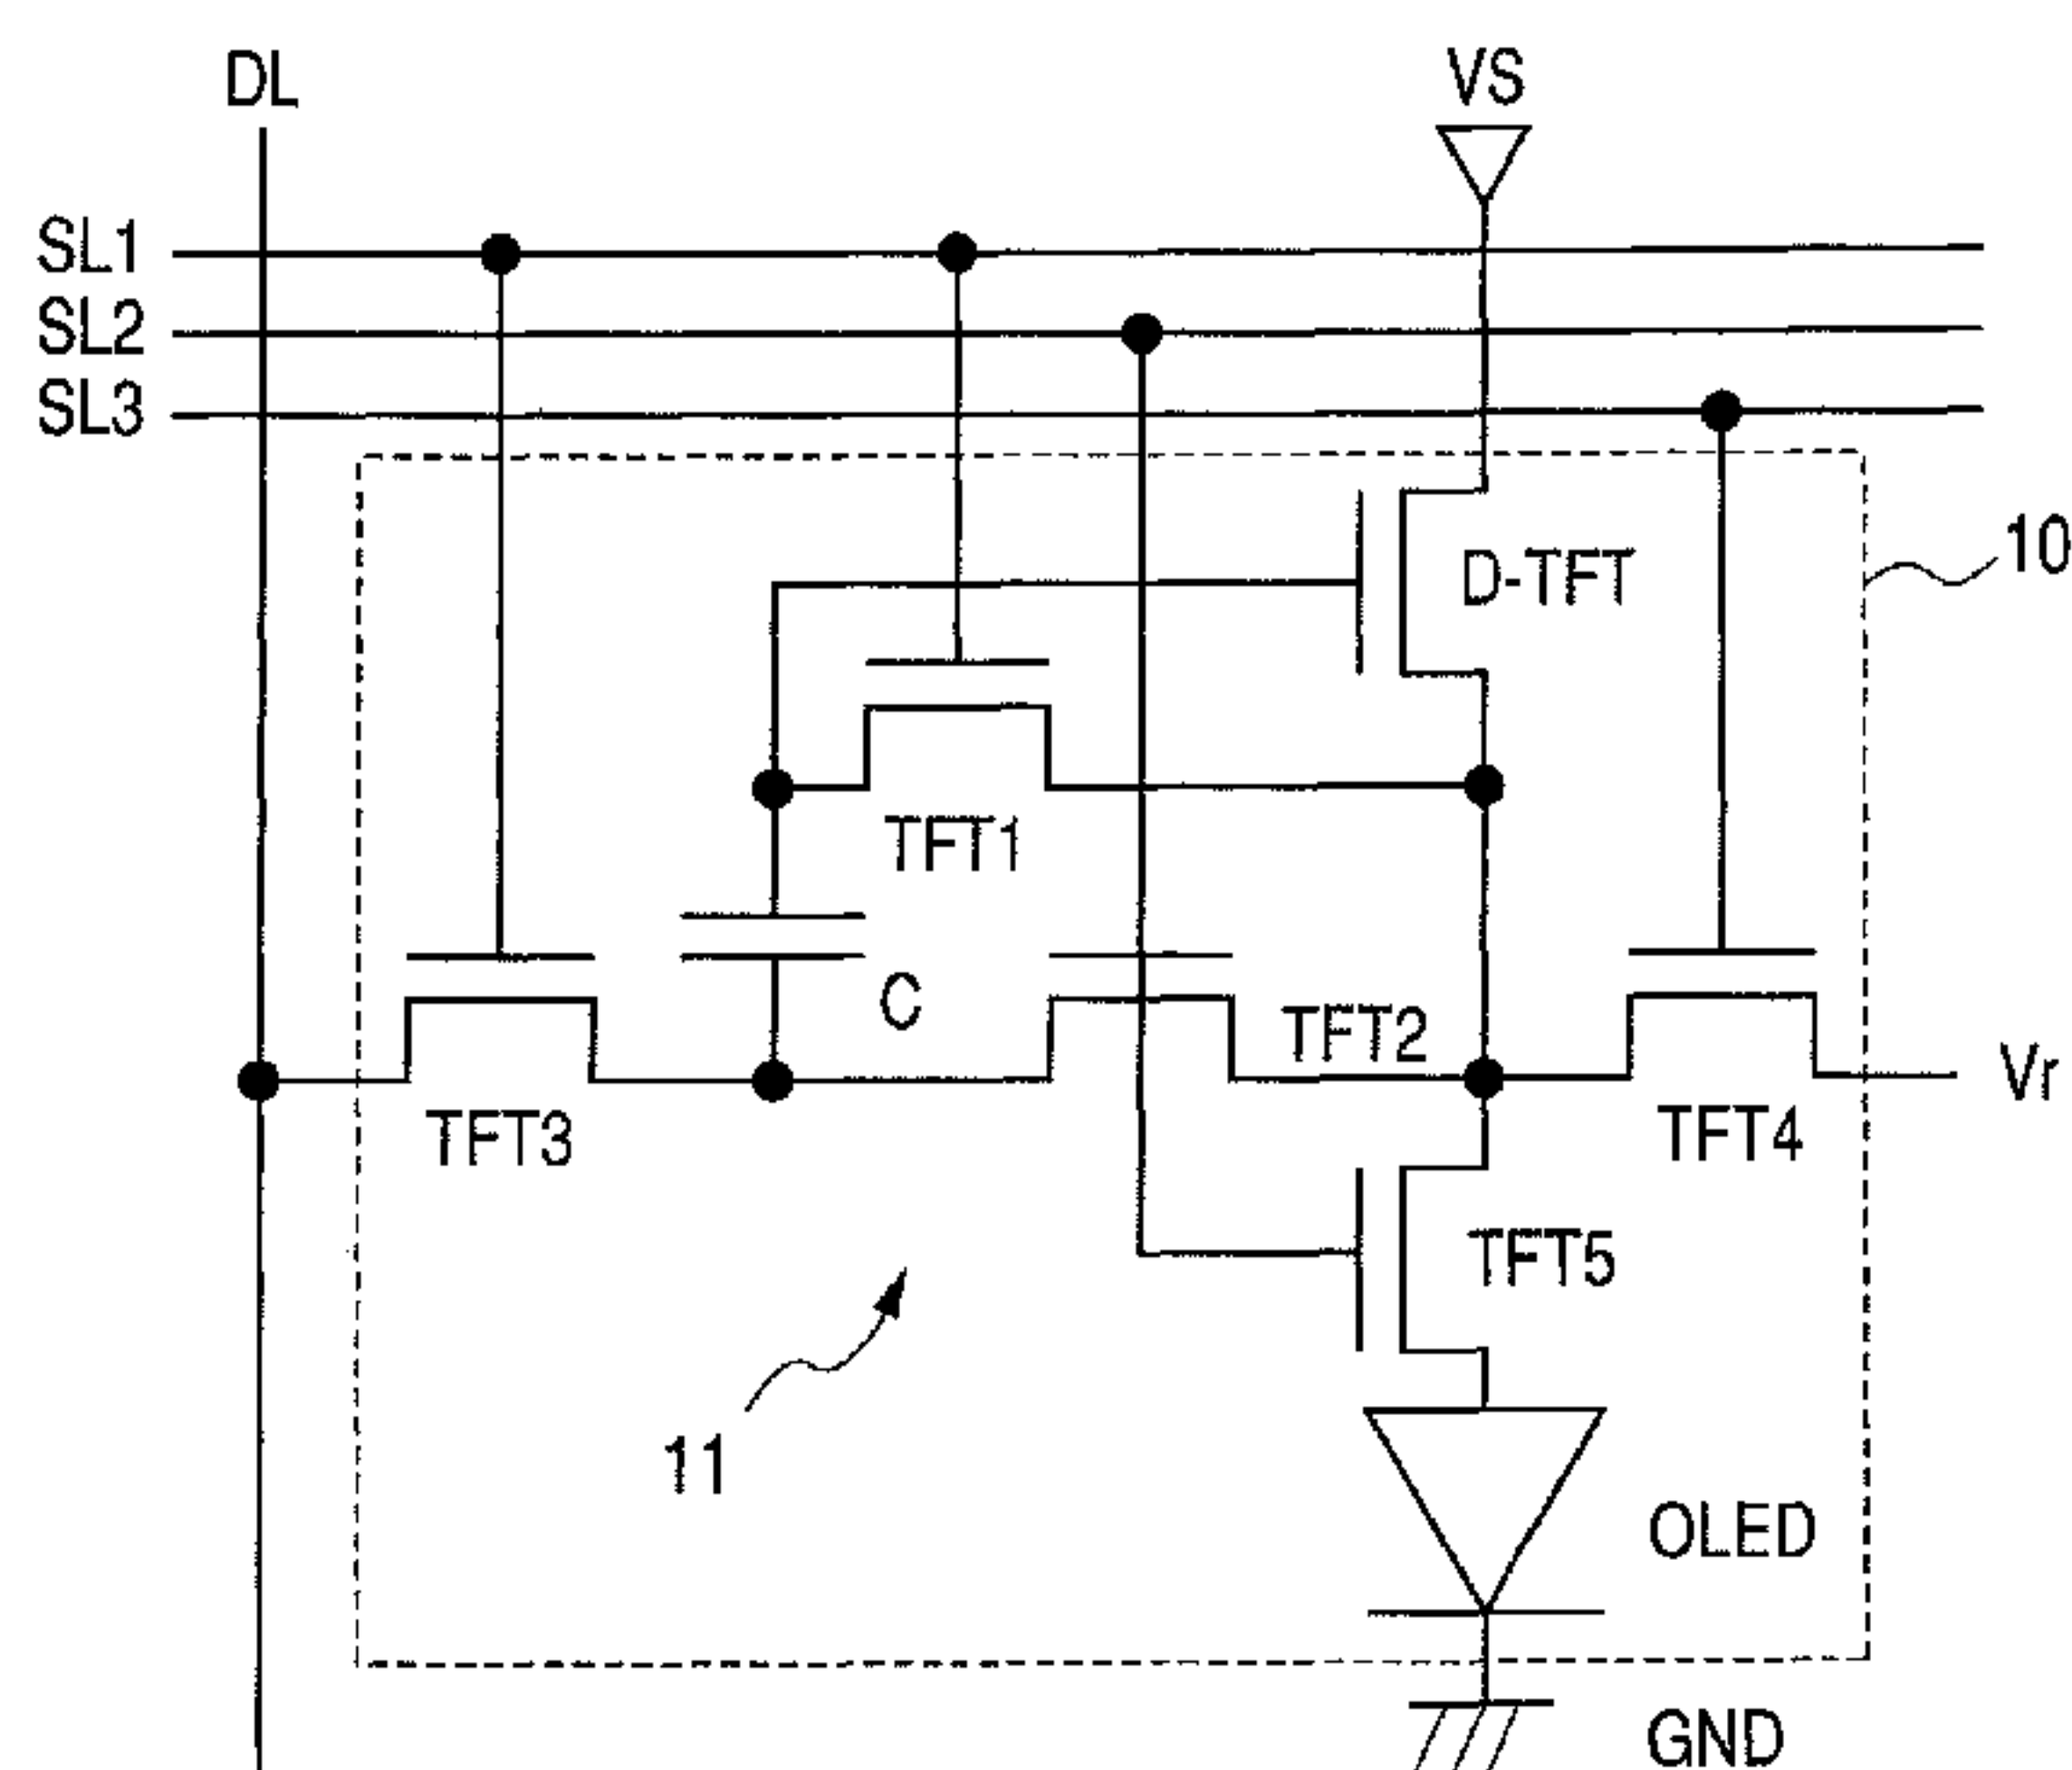 DL
VS
SL1
SL2
SL3
10
D-TFT
TFT1
C
TFT2
Vr
TFT3
TFT4
TFT5
11
OLED
GND